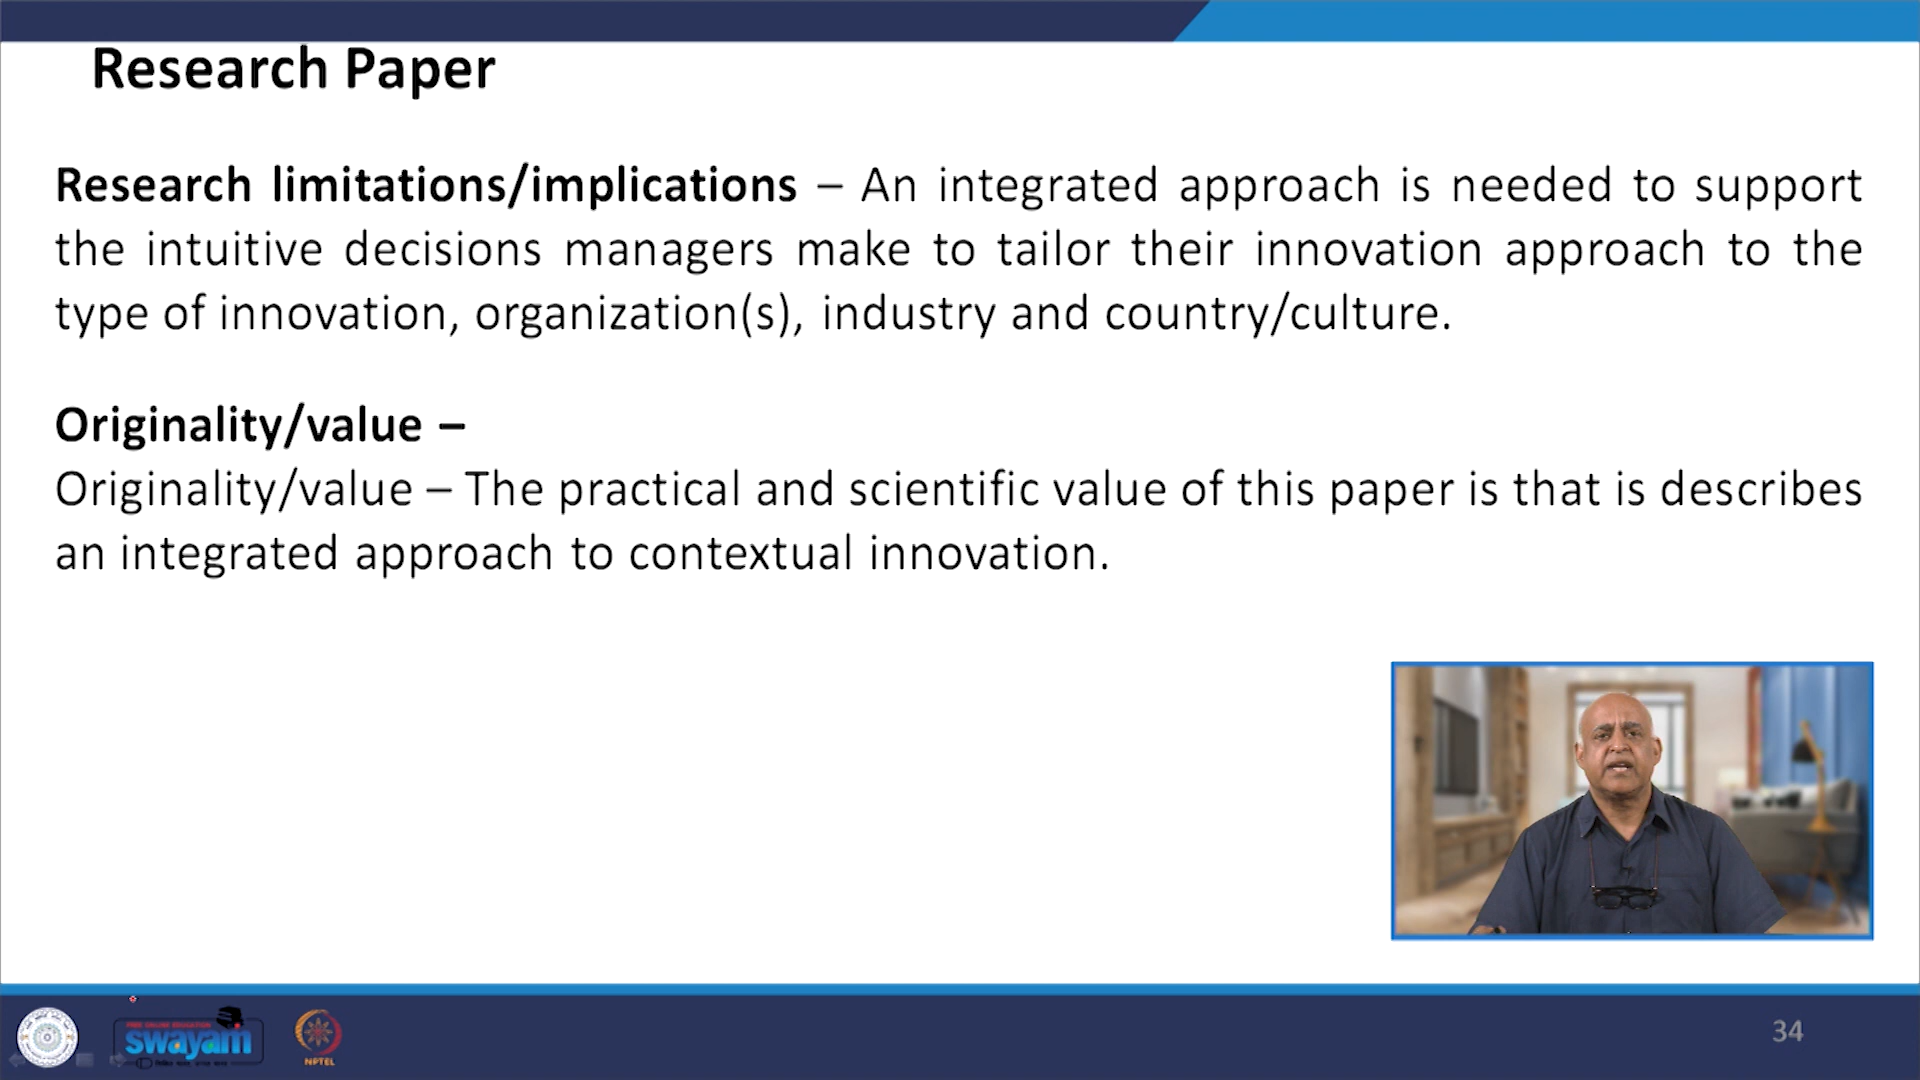 Research Paper
Research limitations/implications – An integrated approach is needed to support
the intuitive decisions managers make to tailor their innovation approach to the
type of innovation, organization(s), industry and country/culture.
Originality/value –
Originality/value – The practical and scientific value of this paper is that is describes
an integrated approach to contextual innovation.
FREE ONLINE EDUCATION
swayam
NPTEL
34